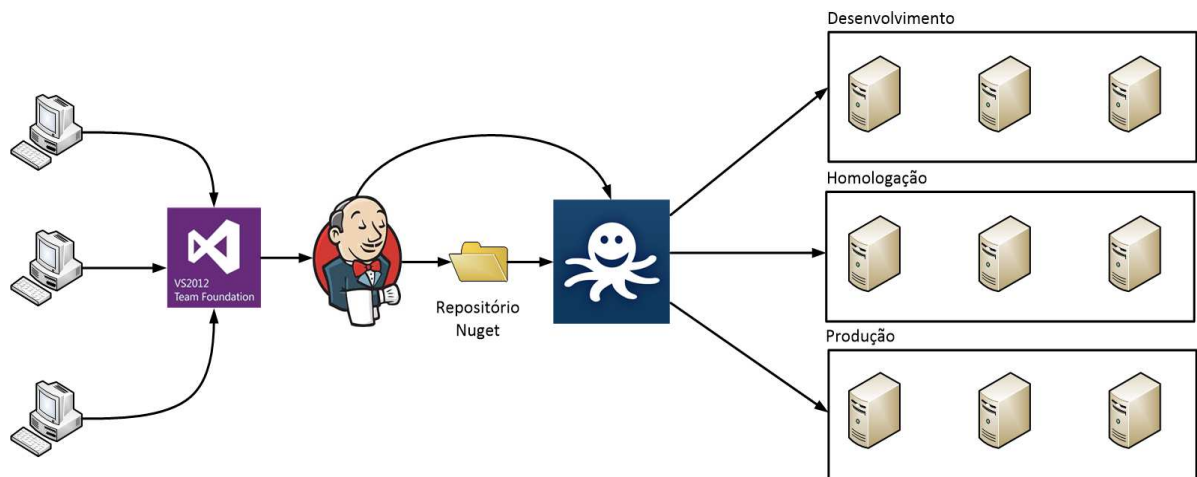 Desenvolvimento
Homologação
VS2012
Team Foundation
Repositório
Nuget
Produção